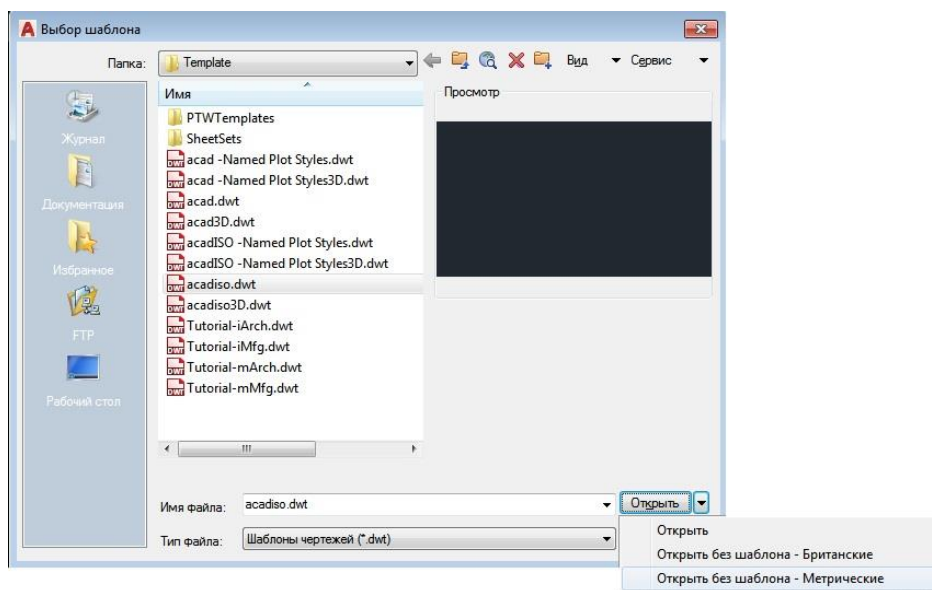 Выбор шаблона
Папка:
Template
Вид
Сервис
Журнал
Документация
Избранное
FTP
Рабочий стол
Имя
PTWTemplates
SheetSets
acad -Named Plot Styles.dwt
acad -Named Plot Styles3D.dwt
acad.dwt
acad3D.dwt
acadISO -Named Plot Styles.dwt
acadISO -Named Plot Styles3D.dwt
acadiso.dwt
acadiso3D.dwt
Tutorial-iArch.dwt
Tutorial-iMfg.dwt
Tutorial-mArch.dwt
Tutorial-mMfg.dwt
Просмотр
Имя файла:
acadiso.dwt
Открыть
Тип файла:
Шаблоны чертежей (*.dwt)
Открыть
Открыть без шаблона - Британские
Открыть без шаблона - Метрические